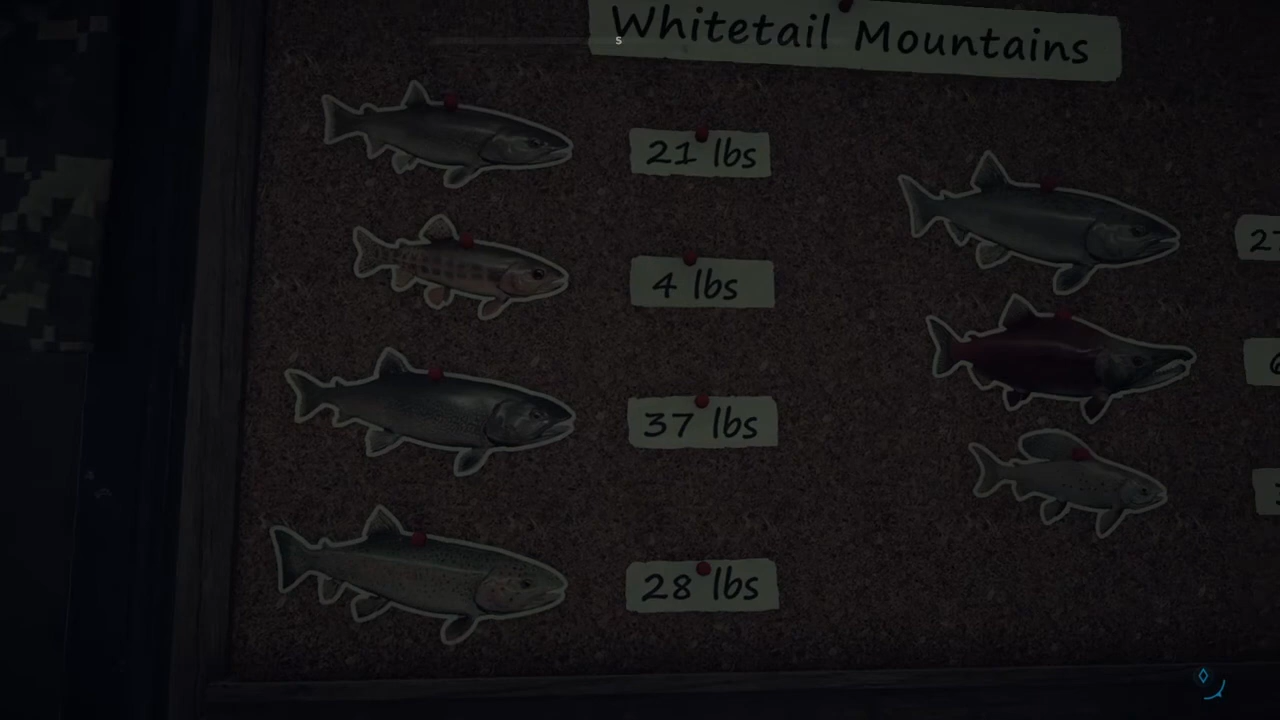 Whitetail Mountains
s
21 lbs
4 lbs
37 lbs
28 lbs